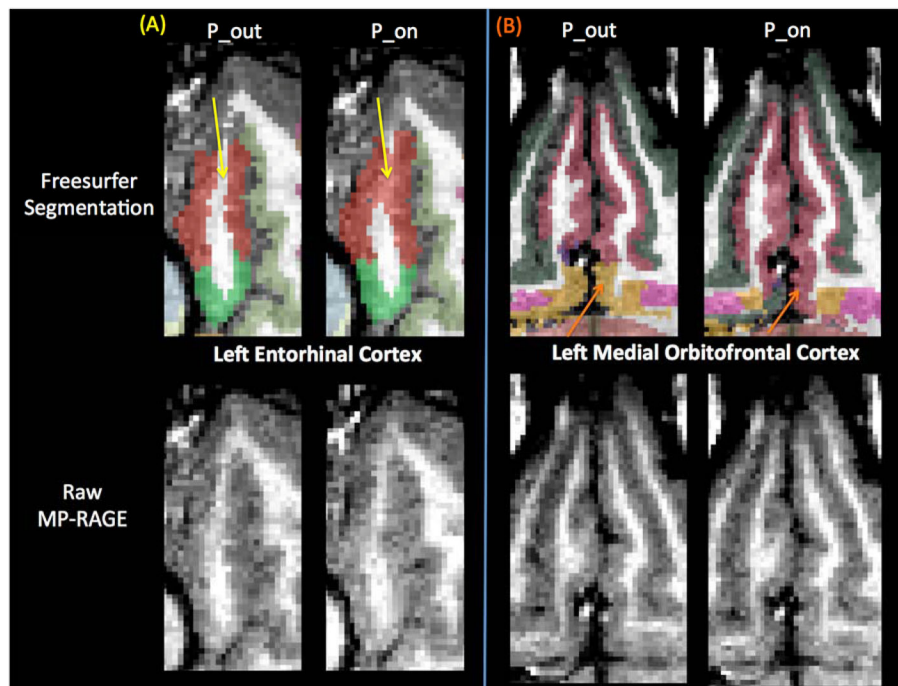 (A)
P_out
P_on
(B)
P_out
P_on
Freesurfer
Segmentation
Left Entorhinal Cortex
Left Medial Orbitofrontal Cortex
Raw
MP-RAGE